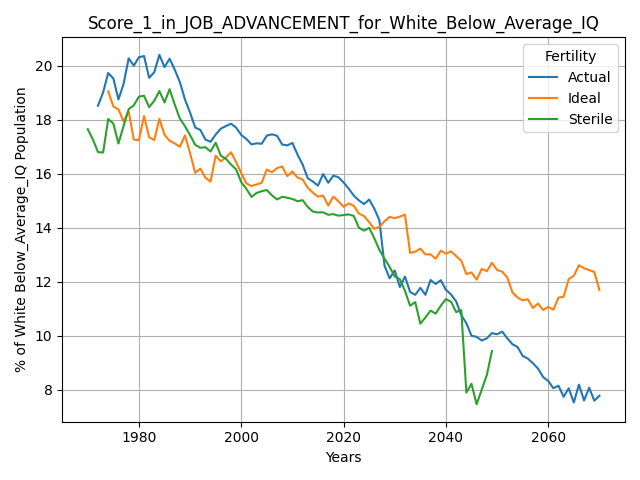 Score_1_in_JOB_ADVANCEMENT_for_White_Below_Average_IQ
% of White Below_Average_IQ Population
20
18
16
14
12
10
8
Fertility
Actual
Ideal
Sterile
1980 2000 2020 2040 2060
Years